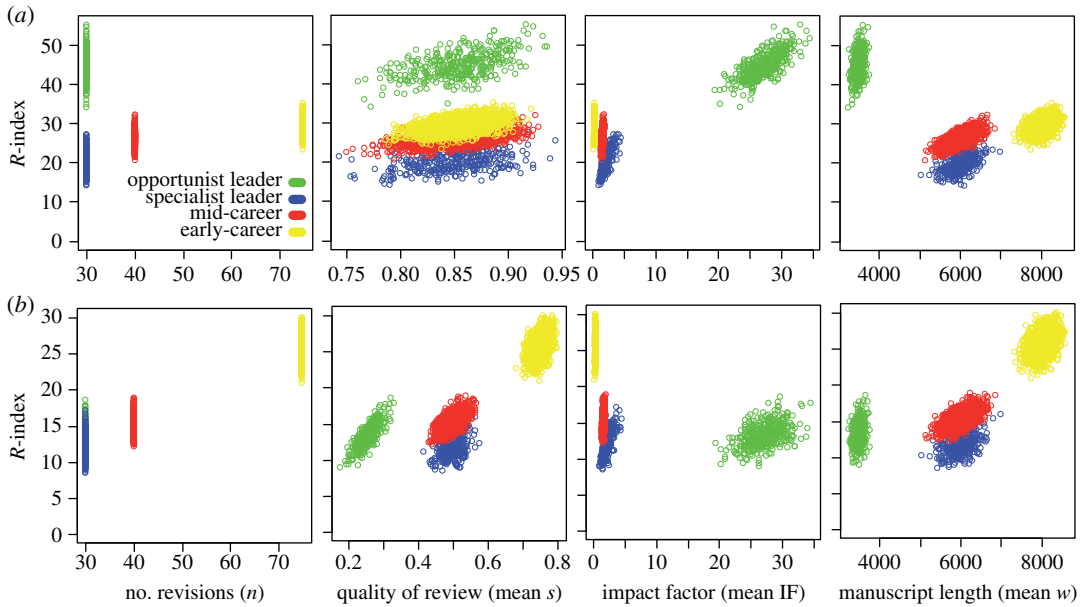 (a)
R-index
50
40
30
20
10
0
opportunist leader
specialist leader
mid-career
early-career
30 40 50 60 70
0.75 0.80 0.85 0.90 0.95
0 10 20 30
4000 6000 8000
(b)
R-index
30
25
20
15
10
5
0
30 40 50 60 70
0.2 0.4 0.6 0.8
0 10 20 30
4000 6000 8000
no. revisions (n) quality of review (mean s) impact factor (mean IF) manuscript length (mean w)